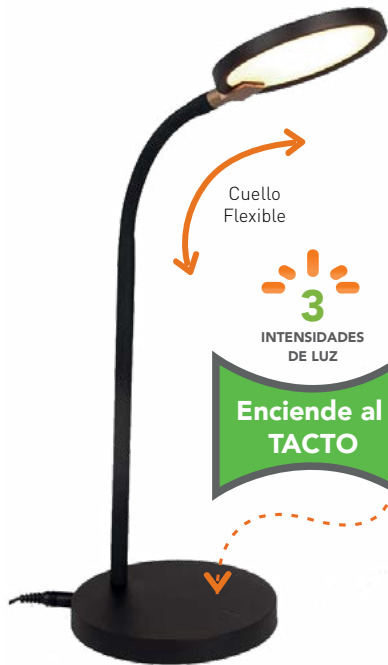 Cuello
Flexible
3
INTENSIDADES
DE LUZ
Enciende al
TACTO